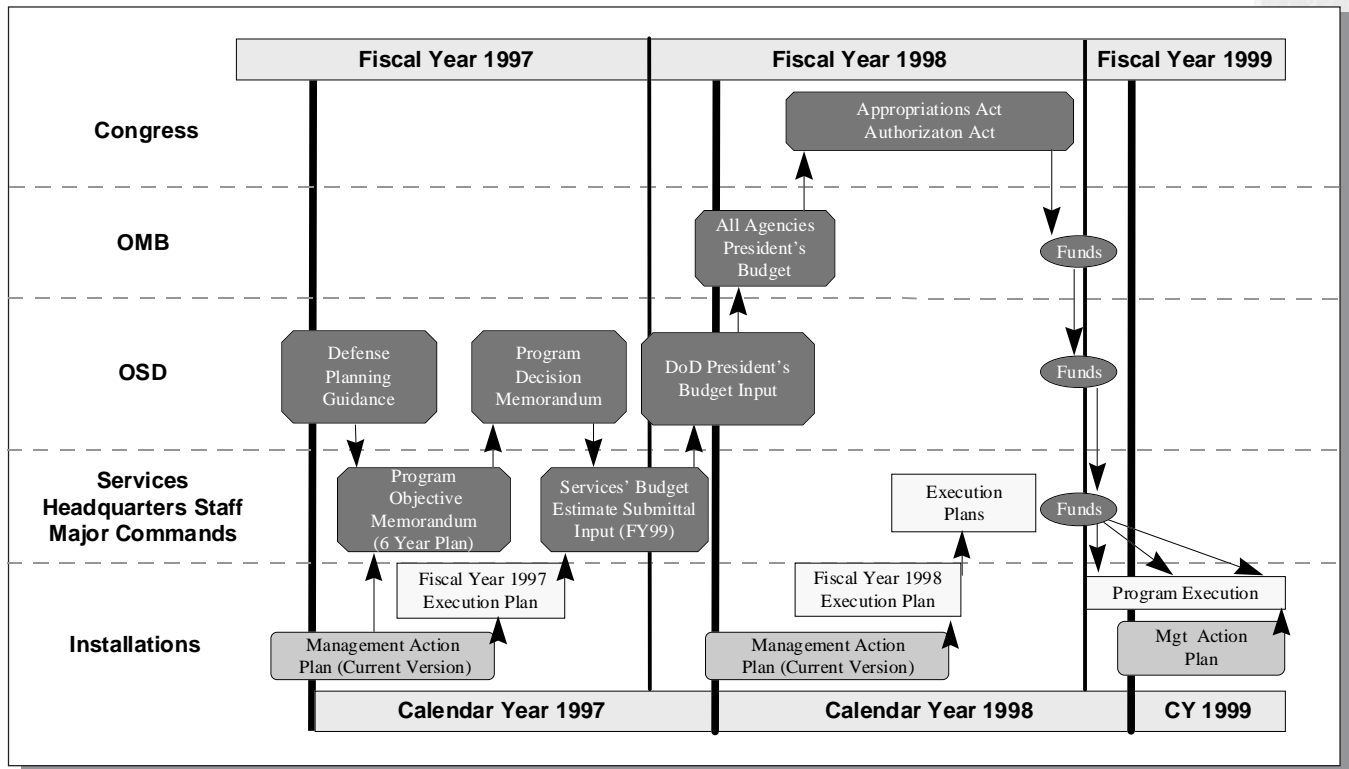 Fiscal Year 1997
Fiscal Year 1998
Fiscal Year 1999
Congress
Appropriations Act
Authorizaton Act
OMB
All Agencies
President's
Budget
Funds
OSD
Defense
Planning
Guidance
Program
Decision
Memorandum
DoD President's
Budget Input
Funds
Services
Headquarters Staff
Major Commands
Program
Objective
Memorandum
(6 Year Plan)
Services' Budget
Estimate Submittal
Input (FY99)
Execution
Plans
Funds
Installations
Fiscal Year 1997
Execution Plan
Fiscal Year 1998
Execution Plan
Program Execution
Management Action
Plan (Current Version)
Management Action
Plan (Current Version)
Mgt Action
Plan
Calendar Year 1997
Calendar Year 1998
CY 1999